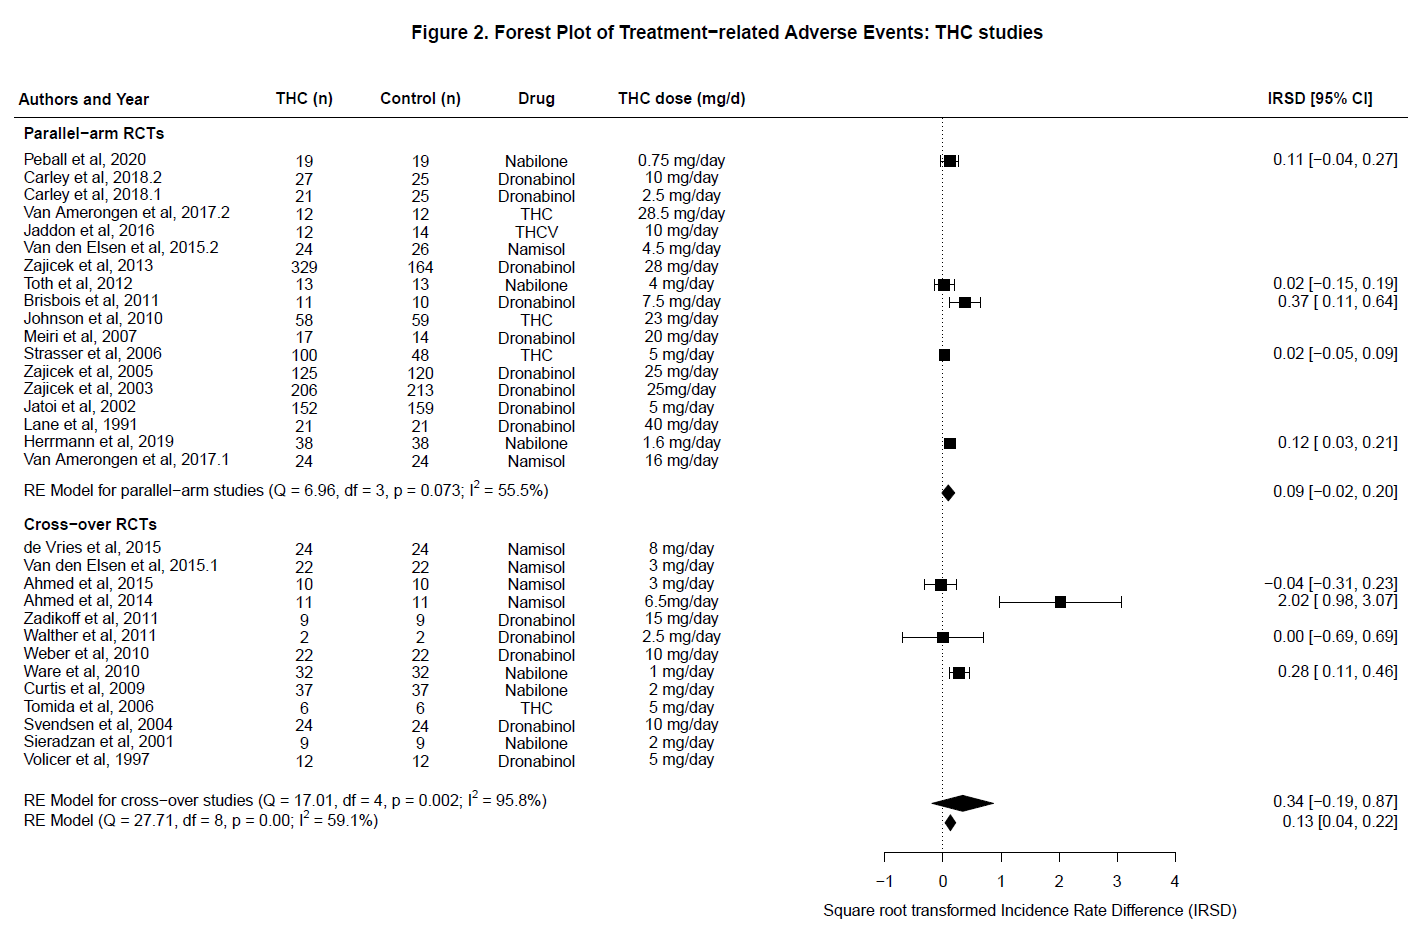 Figure 2. Forest Plot of Treatment−related Adverse Events: THC studies
Authors and Year THC (n) Control (n) Drug THC dose (mg/d) IRSD [95% CI]
Parallel−arm RCTs
Peball et al, 2020 19 19 Nabilone 0.75 mg/day 0.11 [−0.04, 0.27]
Carley et al, 2018.2 27 25 Dronabinol 10 mg/day
Carley et al, 2018.1 21 25 Dronabinol 2.5 mg/day
Van Amerongen et al, 2017.2 12 12 THC 28.5 mg/day
Jaddon et al, 2016 12 14 THCV 10 mg/day
Van den Elsen et al, 2015.2 24 26 Namisol 4.5 mg/day
Zajicek et al, 2013 329 164 Dronabinol 28 mg/day
Toth et al, 2012 13 13 Nabilone 4 mg/day 0.02 [−0.15, 0.19]
Brisbois et al, 2011 11 10 Dronabinol 7.5 mg/day 0.37 [ 0.11, 0.64]
Johnson et al, 2010 58 59 THC 23 mg/day
Meiri et al, 2007 17 14 Dronabinol 20 mg/day
Strasser et al, 2006 100 48 THC 5 mg/day 0.02 [−0.05, 0.09]
Zajicek et al, 2005 125 120 Dronabinol 25 mg/day
Zajicek et al, 2003 206 213 Dronabinol 25mg/day
Jatoi et al, 2002 152 159 Dronabinol 5 mg/day
Lane et al, 1991 21 21 Dronabinol 40 mg/day
Herrmann et al, 2019 38 38 Nabilone 1.6 mg/day 0.12 [ 0.03, 0.21]
Van Amerongen et al, 2017.1 24 24 Namisol 16 mg/day
RE Model for parallel−arm studies (Q = 6.96, df = 3, p = 0.073; I² = 55.5%) 0.09 [−0.02, 0.20]
Cross−over RCTs
de Vries et al, 2015 24 24 Namisol 8 mg/day
Van den Elsen et al, 2015.1 22 22 Namisol 3 mg/day
Ahmed et al, 2015 10 10 Namisol 3 mg/day −0.04 [−0.31, 0.23]
Ahmed et al, 2014 11 11 Namisol 6.5mg/day 2.02 [ 0.98, 3.07]
Zadikoff et al, 2011 9 9 Dronabinol 15 mg/day
Walther et al, 2011 2 2 Dronabinol 2.5 mg/day 0.00 [−0.69, 0.69]
Weber et al, 2010 22 22 Dronabinol 10 mg/day
Ware et al, 2010 32 32 Nabilone 1 mg/day 0.28 [ 0.11, 0.46]
Curtis et al, 2009 37 37 Nabilone 2 mg/day
Tomida et al, 2006 6 6 THC 5 mg/day
Svendsen et al, 2004 24 24 Dronabinol 10 mg/day
Sieradzan et al, 2001 9 9 Nabilone 2 mg/day
Volicer et al, 1997 12 12 Dronabinol 5 mg/day
RE Model for cross−over studies (Q = 17.01, df = 4, p = 0.002; I² = 95.8%) 0.34 [−0.19, 0.87]
RE Model (Q = 27.71, df = 8, p = 0.00; I² = 59.1%) 0.13 [0.04, 0.22]
−1 0 1 2 3 4
Square root transformed Incidence Rate Difference (IRSD)